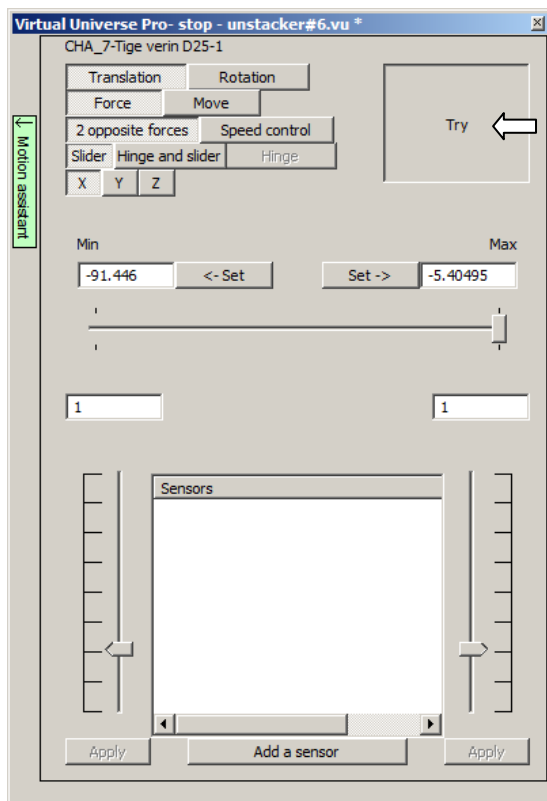 Virtual Universe Pro- stop - unstacker#6.vu *
CHA_7-Tige verin D25-1
Translation Rotation
Force Move
Try
2 opposite forces Speed control
Slider Hinge and slider Hinge
X Y Z
Motion assistant
Min Max
-91.446 <- Set Set -> -5.40495
1 1
Sensors
Apply Add a sensor Apply